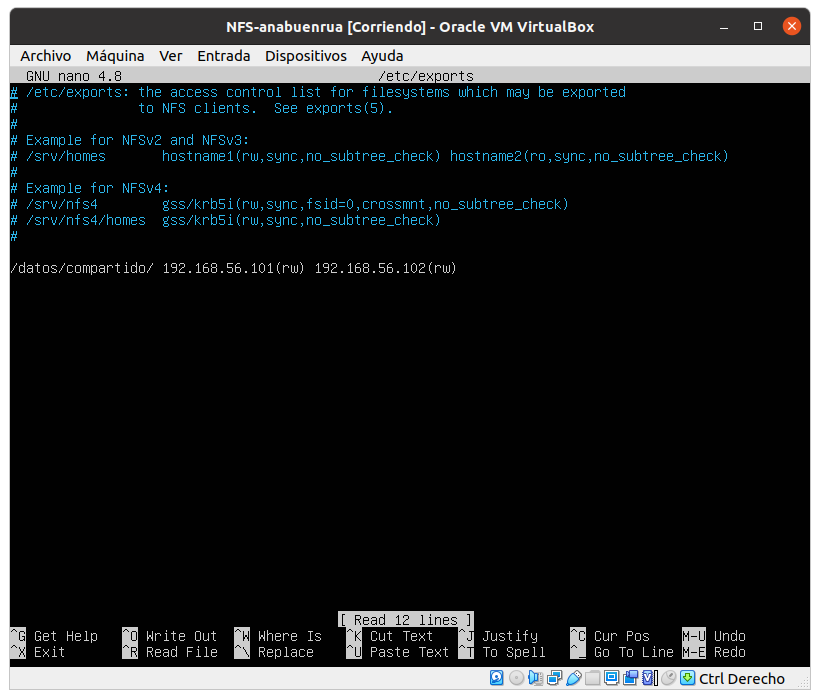 NFS-anabuenrua [Corriendo] - Oracle VM VirtualBox
Archivo Máquina Ver Entrada Dispositivos Ayuda
GNU nano 4.8 /etc/exports
# /etc/exports: the access control list for filesystems which may be exported
# to NFS clients. See exports(5).
#
# Example for NFSv2 and NFSv3:
# /srv/homes hostname1(rw,sync,no_subtree_check) hostname2(ro,sync,no_subtree_check)
#
# Example for NFSv4:
# /srv/nfs4 gss/krb5i(rw,sync,fsid=0,crossmnt,no_subtree_check)
# /srv/nfs4/homes gss/krb5i(rw,sync,no_subtree_check)
#
/datos/compartido/ 192.168.56.101(rw) 192.168.56.102(rw)
[ Read 12 lines ]
^G Get Help ^O Write Out ^W Where Is ^K Cut Text ^J Justify ^C Cur Pos M-U Undo
^X Exit ^R Read File ^\ Replace ^U Paste Text ^T To Spell ^_ Go To Line M-E Redo
Ctrl Derecho